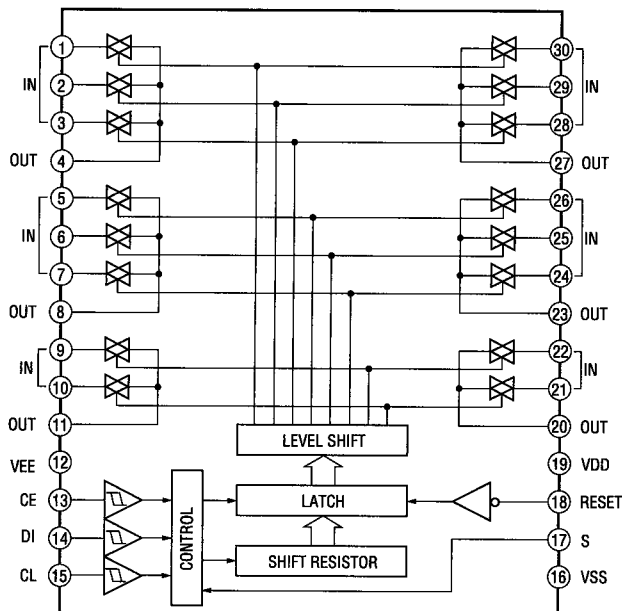 1 30
2 IN 29 IN
3 28
OUT 4 27 OUT
5 26
IN 6 25 IN
7 24
OUT 8 23 OUT
9 22
IN IN
10 21
OUT 11 20 OUT
LEVEL SHIFT
VEE 12 19 VDD
CE 13 LATCH 18 RESET
DI 14 CONTROL 17 S
SHIFT RESISTOR
CL 15 16 VSS